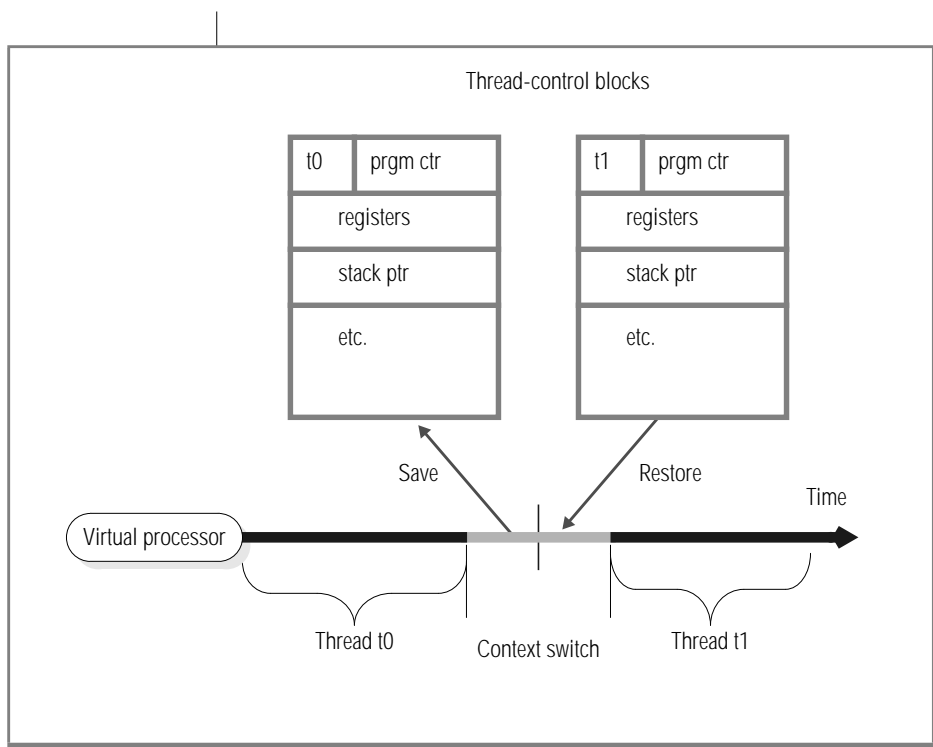 Thread-control blocks
t0 prgm ctr
registers
stack ptr
etc.
t1 prgm ctr
registers
stack ptr
etc.
Save
Restore
Time
Virtual processor
Thread t0
Context switch
Thread t1